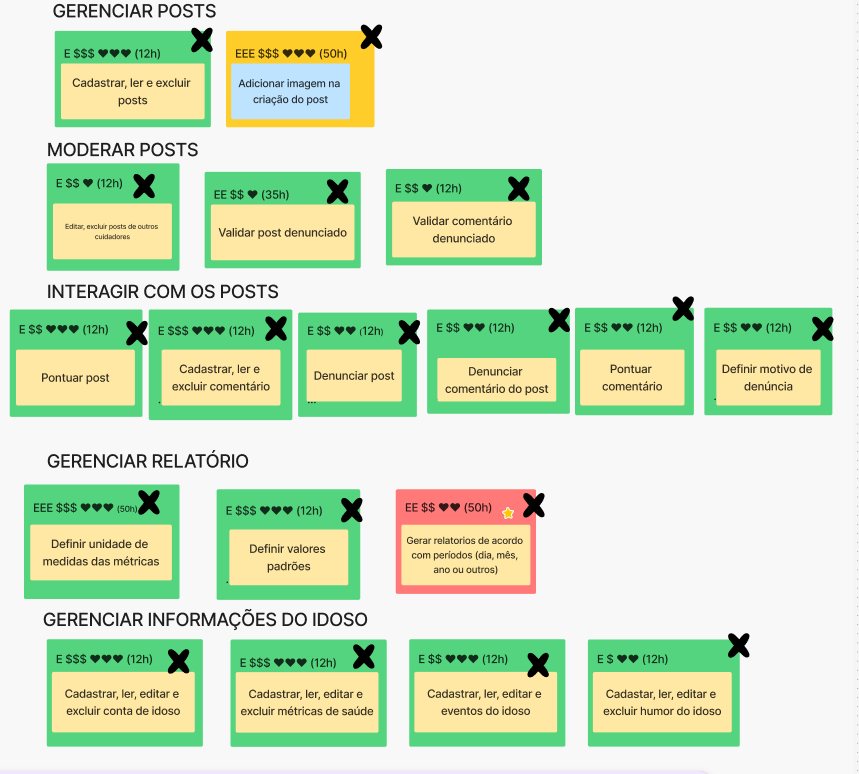 GERENCIAR POSTS
E $$$ ♥♥♥ (12h)
Cadastrar, ler e excluir
posts
EEE $$$ ♥♥♥ (50h)
Adicionar imagem na
criação do post
MODERAR POSTS
E $$ ♥ (12h)
Editar, excluir posts de outros
cuidadores
EE $$ ♥ (35h)
Validar post denunciado
E $$ ♥ (12h)
Validar comentário
denunciado
INTERAGIR COM OS POSTS
E $$ ♥♥♥ (12h)
Pontuar post
E $$$ ♥♥♥ (12h)
Cadastrar, ler e
excluir comentário
E $$ ♥♥ (12h)
Denunciar post
...
E $$ ♥♥ (12h)
Denunciar
comentário do post
E $$ ♥♥ (12h)
Pontuar
comentário
E $$ ♥♥ (12h)
Definir motivo de
denúncia
GERENCIAR RELATÓRIO
EEE $$$ ♥♥♥ (50h)
Definir unidade de
medidas das métricas
E $$$ ♥♥♥ (12h)
Definir valores
padrões
EE $$ ♥♥ (50h)
Gerar relatorios de acordo
com períodos (dia, mês,
ano ou outros)
GERENCIAR INFORMAÇÕES DO IDOSO
E $$$ ♥♥♥ (12h)
Cadastrar, ler, editar e
excluir conta de idoso
E $$$ ♥♥♥ (12h)
Cadastrar, ler, editar e
excluir métricas de saúde
E $$ ♥♥♥ (12h)
Cadastrar, ler, editar e
eventos do idoso
E $ ♥♥ (12h)
Cadastar, ler, editar e
excluir humor do idoso